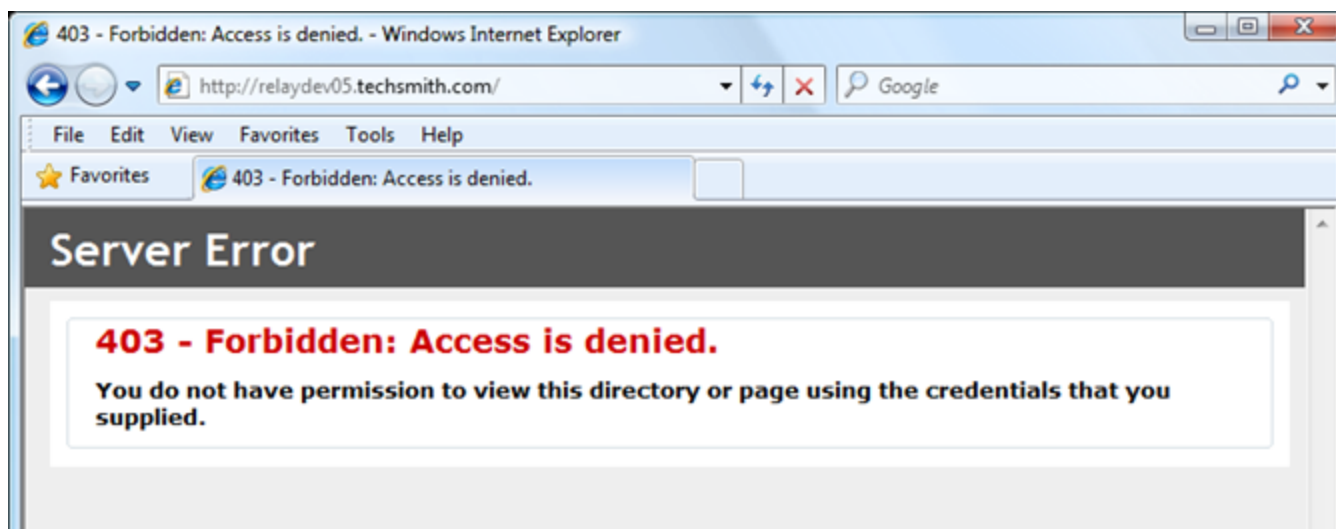 403 - Forbidden: Access is denied. - Windows Internet Explorer
http://relaydev05.techsmith.com/ Google
File Edit View Favorites Tools Help
Favorites 403 - Forbidden: Access is denied.
Server Error
403 - Forbidden: Access is denied.
You do not have permission to view this directory or page using the credentials that you
supplied.